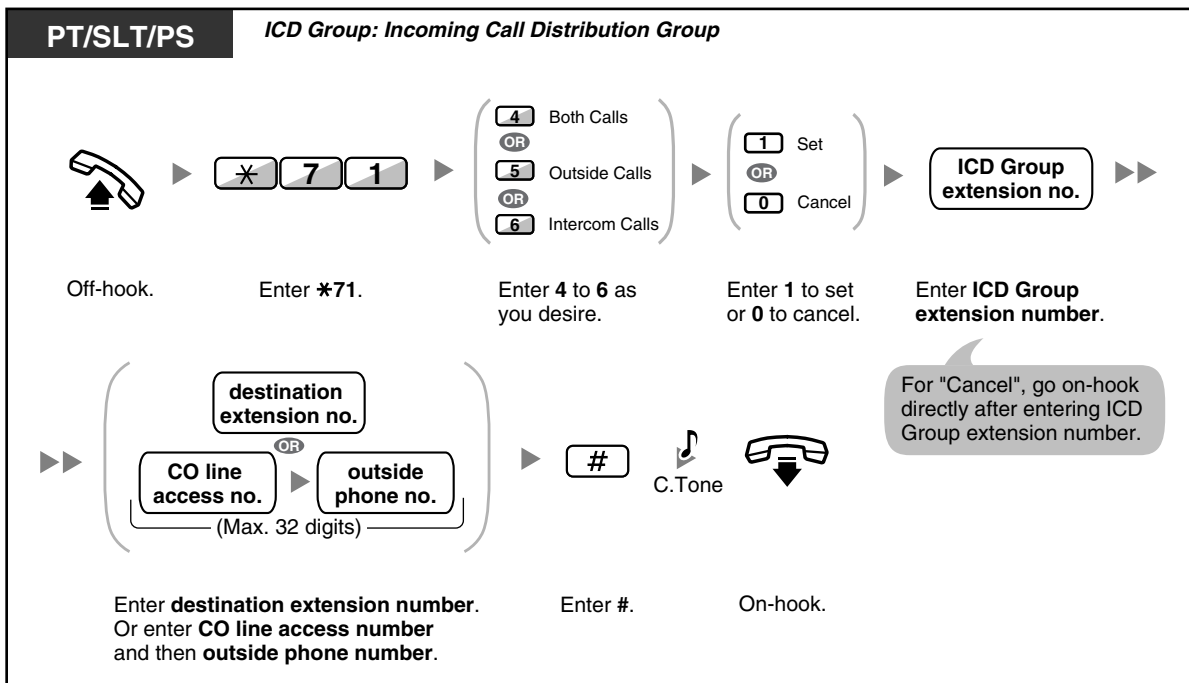 PT/SLT/PS
ICD Group: Incoming Call Distribution Group
4 Both Calls
OR
5 Outside Calls
OR
6 Intercom Calls
1 Set
OR
0 Cancel
ICD Group
extension no.
✳ 7 1
Off-hook.
Enter ✳71.
Enter 4 to 6 as
you desire.
Enter 1 to set
or 0 to cancel.
Enter ICD Group
extension number.
For "Cancel", go on-hook
directly after entering ICD
Group extension number.
destination
extension no.
OR
CO line
access no.
outside
phone no.
(Max. 32 digits)
#
C.Tone
Enter destination extension number.
Or enter CO line access number
and then outside phone number.
Enter #.
On-hook.